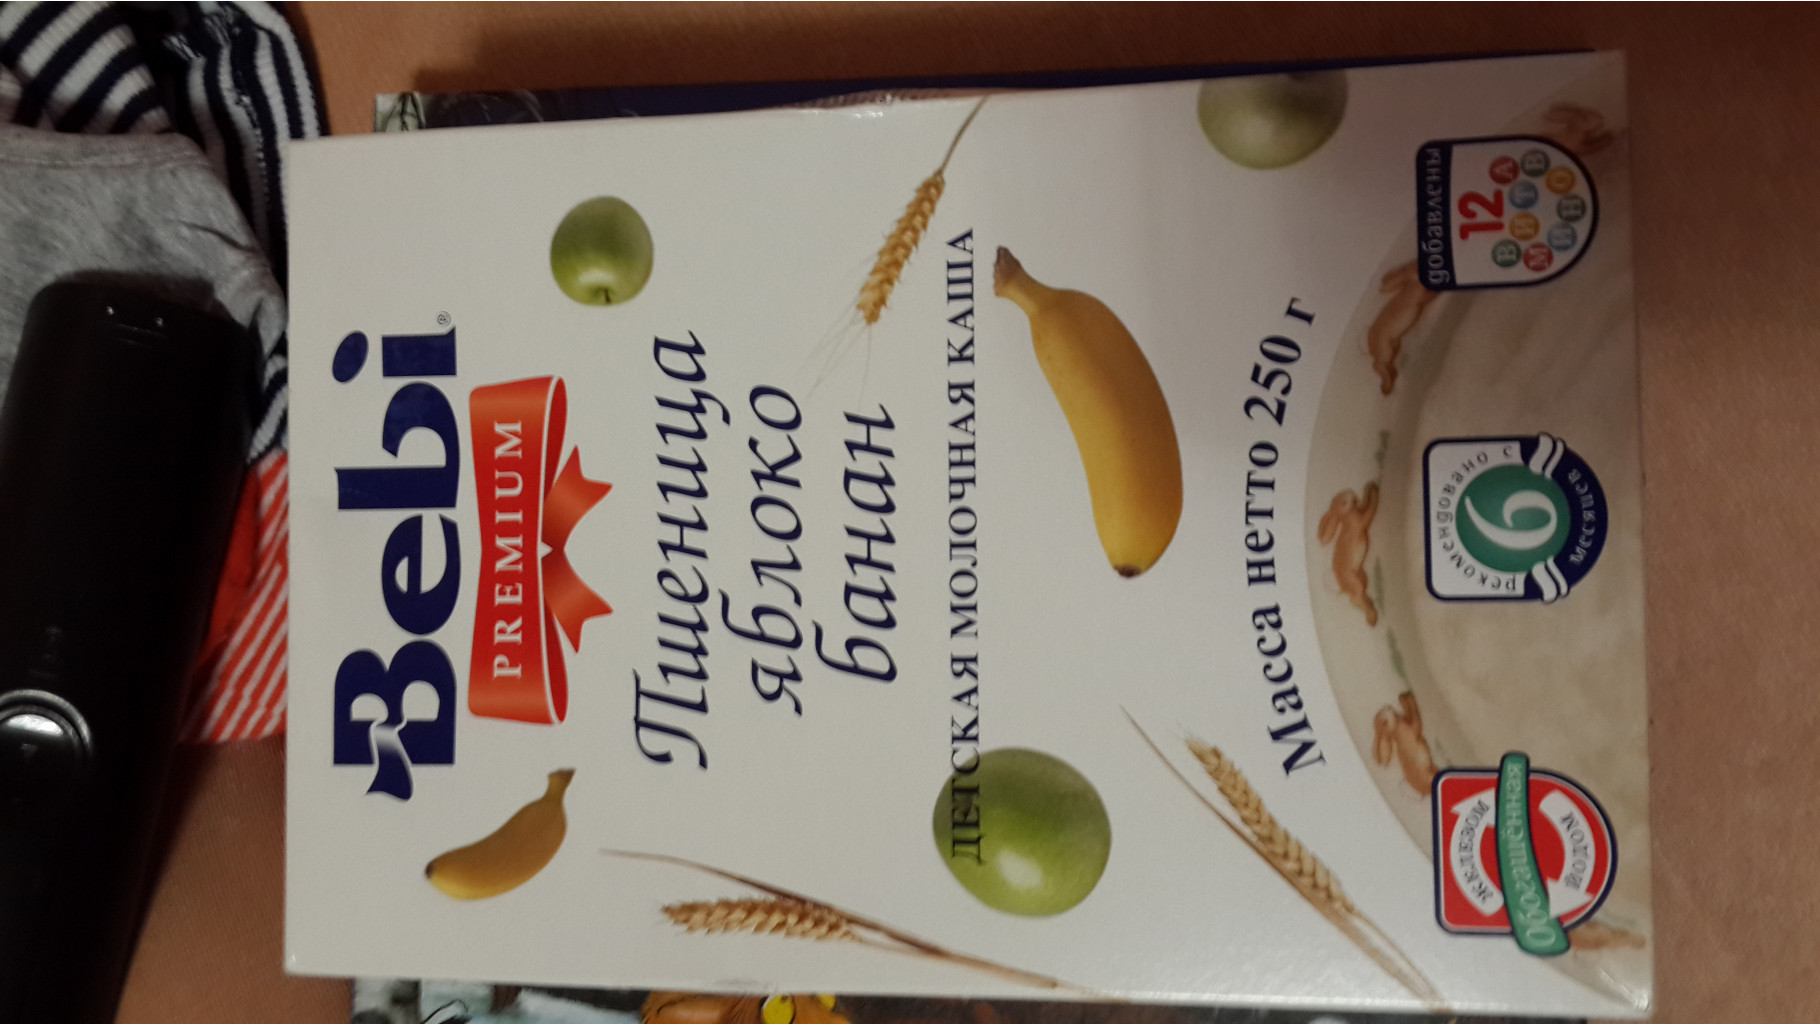 Bebi®
PREMIUM
Пшеница
яблоко
банан
ДЕТСКАЯ МОЛОЧНАЯ КАША
Масса нетто 250 г
Обогащённая
железом
йодом
рекомендовано с
6
месяцев
добавлены
12
ВИТАМИНОВ